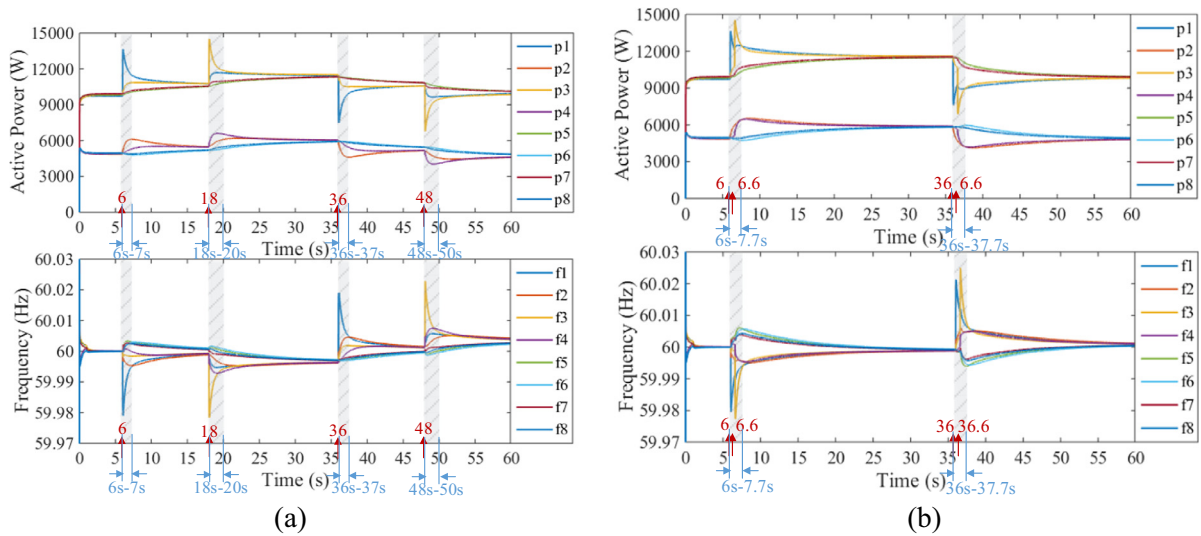 15000
12000
9000
6000
3000
0
Active Power (W)
0 5 10 15 20 25 30 35 40 45 50 55 60
Time (s)
6 18 36 48
6s-7s 18s-20s 36s-37s 48s-50s
p1
p2
p3
p4
p5
p6
p7
p8
60.03
60.02
60.01
60
59.99
59.98
59.97
Frequency (Hz)
0 5 10 15 20 25 30 35 40 45 50 55 60
Time (s)
6 18 36 48
6s-7s 18s-20s 36s-37s 48s-50s
f1
f2
f3
f4
f5
f6
f7
f8
(a)
15000
12000
9000
6000
3000
0
Active Power (W)
0 5 10 15 20 25 30 35 40 45 50 55 60
Time (s)
6 6.6 36 6.6
6s-7.7s 36s-37.7s
p1
p2
p3
p4
p5
p6
p7
p8
60.03
60.02
60.01
60
59.99
59.98
59.97
Frequency (Hz)
0 5 10 15 20 25 30 35 40 45 50 55 60
Time (s)
6 6.6 36 36.6
6s-7.7s 36s-37.7s
f1
f2
f3
f4
f5
f6
f7
f8
(b)